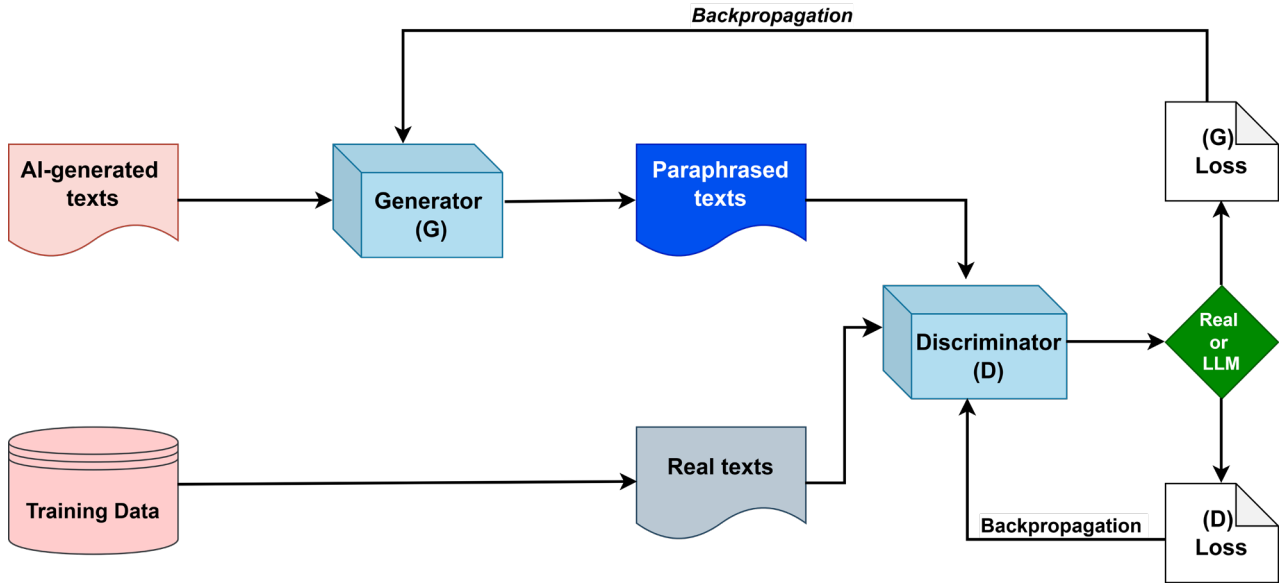 Backpropagation
AI-generated
texts
Generator
(G)
Paraphrased
texts
(G)
Loss
Discriminator
(D)
Real
or
LLM
Training Data
Real texts
Backpropagation
(D)
Loss